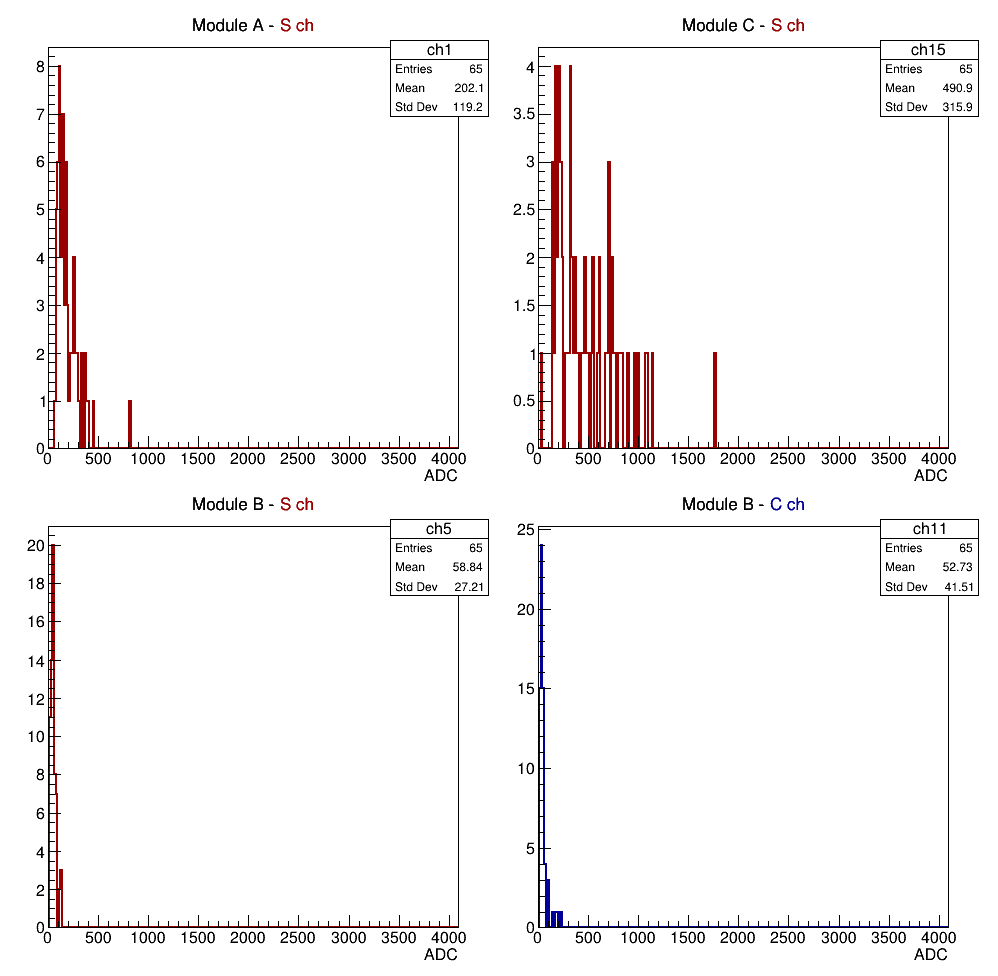 Module A - S ch
ch1
Entries 65
Mean 202.1
Std Dev 119.2
8
7
6
5
4
3
2
1
0
0 500 1000 1500 2000 2500 3000 3500 4000
ADC
Module C - S ch
ch15
Entries 65
Mean 490.9
Std Dev 315.9
4
3.5
3
2.5
2
1.5
1
0.5
0
0 500 1000 1500 2000 2500 3000 3500 4000
ADC
Module B - S ch
ch5
Entries 65
Mean 58.84
Std Dev 27.21
20
18
16
14
12
10
8
6
4
2
0
0 500 1000 1500 2000 2500 3000 3500 4000
ADC
Module B - C ch
ch11
Entries 65
Mean 52.73
Std Dev 41.51
25
20
15
10
5
0
0 500 1000 1500 2000 2500 3000 3500 4000
ADC